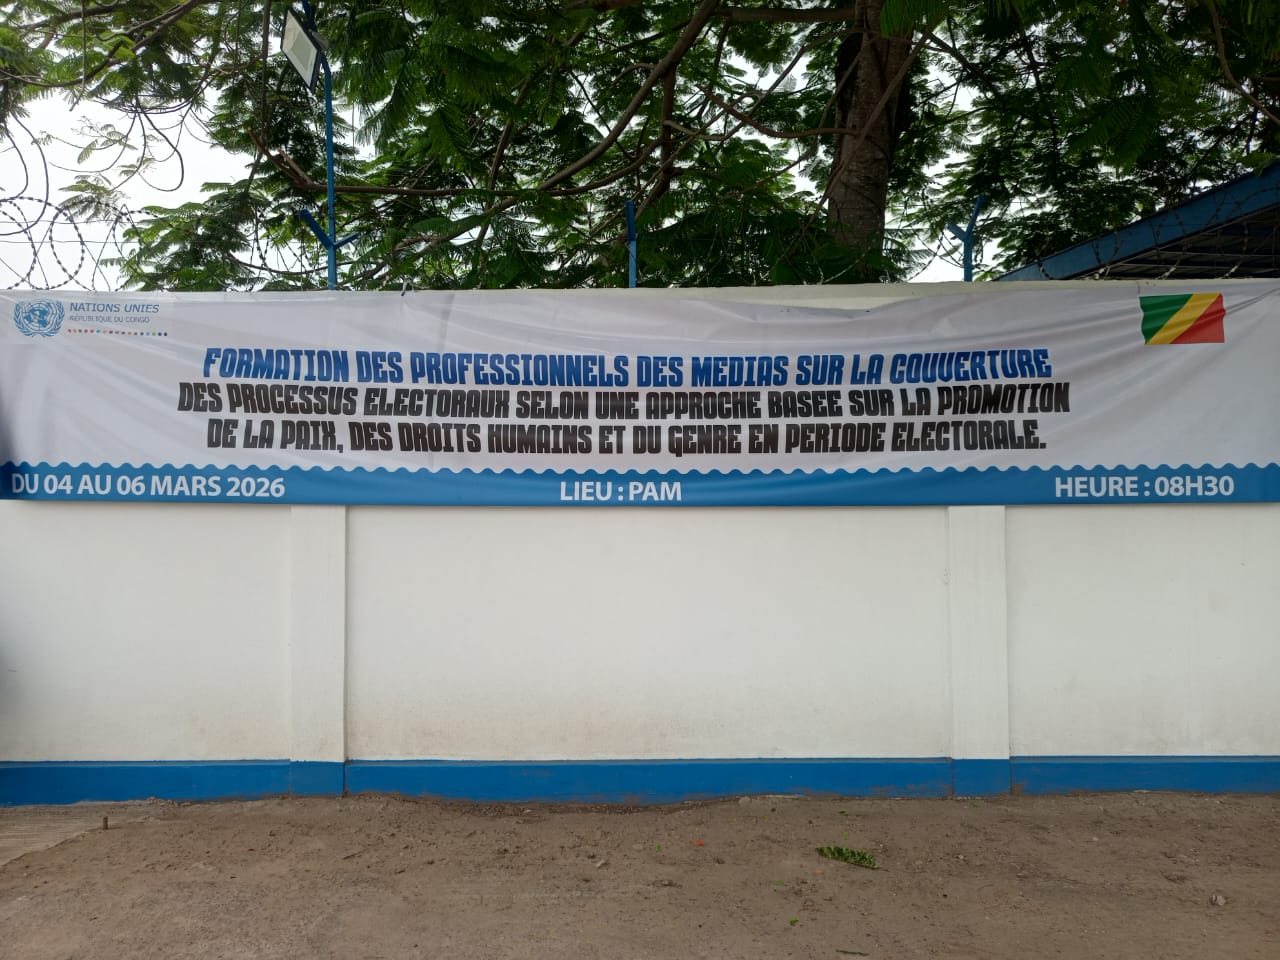 NATIONS UNIES
RÉPUBLIQUE DU CONGO
FORMATION DES PROFESSIONNELS DES MEDIAS SUR LA COUVERTURE
DES PROCESSUS ELECTORAUX SELON UNE APPROCHE BASEE SUR LA PROMOTION
DE LA PAIX, DES DROITS HUMAINS ET DU GENRE EN PERIODE ELECTORALE.
DU 04 AU 06 MARS 2026
LIEU : PAM
HEURE : 08H30